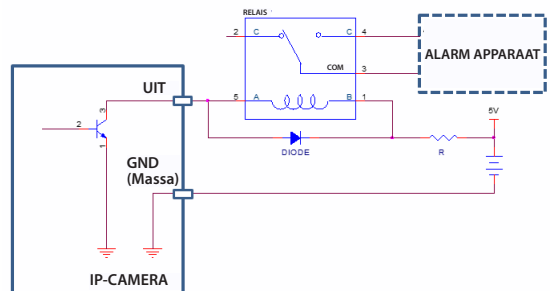 RELAIS
2
C
C
4
COM
3
ALARM APPARAAT
UIT
5
A
B
1
3
2
1
DIODE
R
5V
GND
(Massa)
IP-CAMERA